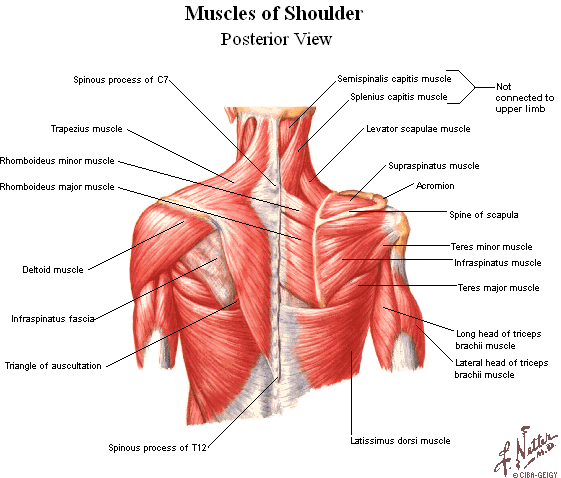 Muscles of Shoulder
Posterior View
Spinous process of C7
Trapezius muscle
Rhomboideus minor muscle
Rhomboideus major muscle
Deltoid muscle
Infraspinatus fascia
Triangle of auscultation
Spinous process of T12
Semispinalis capitis muscle
Splenius capitis muscle
Not
connected to
upper limb
Levator scapulae muscle
Supraspinatus muscle
Acromion
Spine of scapula
Teres minor muscle
Infraspinatus muscle
Teres major muscle
Long head of triceps
brachii muscle
Lateral head of triceps
brachii muscle
Latissimus dorsi muscle
F. Netter
M.D.
© CIBA-GEIGY